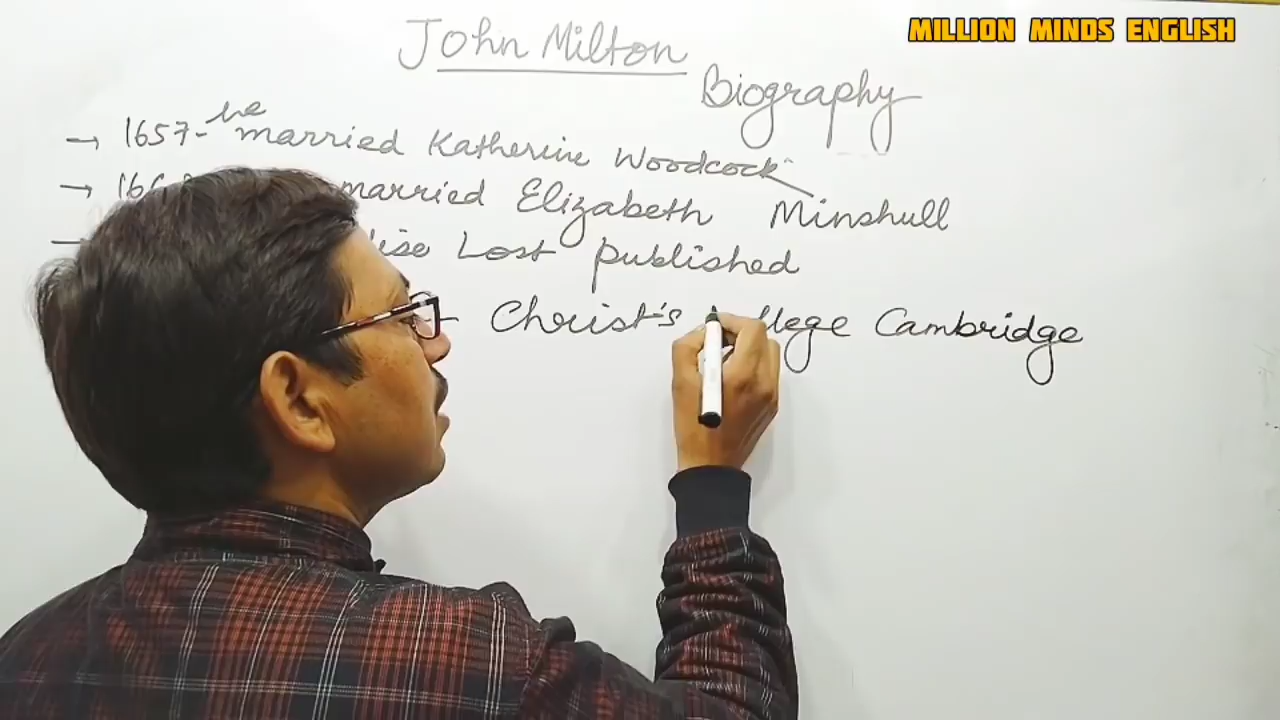 MILLION MINDS ENGLISH
John Milton
Biography
→ 1657- he married Katherine Woodcock
→ married Elizabeth Minshull
Lost published
- Christ's Cambridge